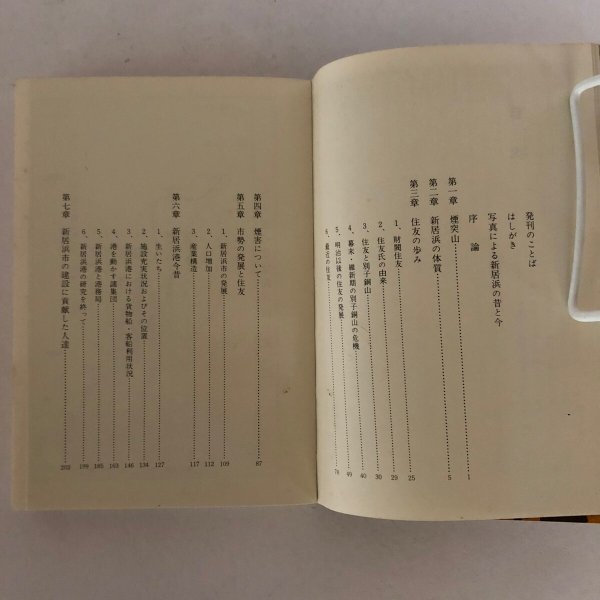 発刊のことば
はしがき
写真による新居浜の昔と今
序論 1
第一章 煙突山 5
第二章 新居浜の体質
第三章 住友の歩み 25
1、財閥住友 29
2、住友氏の由来 30
3、住友と別子銅山 40
4、幕末・維新期の別子銅山の危機 49
5、明治以後の住友の発展 78
6、最近の住友
第四章 煙害について 87
第五章 市勢の発展と住友
1、新居浜市の発展 109
2、人口増加 112
3、産業構造 117
第六章 新居浜港今昔
1、生いたち 127
2、施設充実状況およびその位置 134
3、新居浜における貨物船・客船利用状況 146
4、港を動かす諸集団 163
5、新居浜港と港務局 185
6、新居浜港の研究を終って 199
第七章 新居浜市の建設に貢献した人達 203